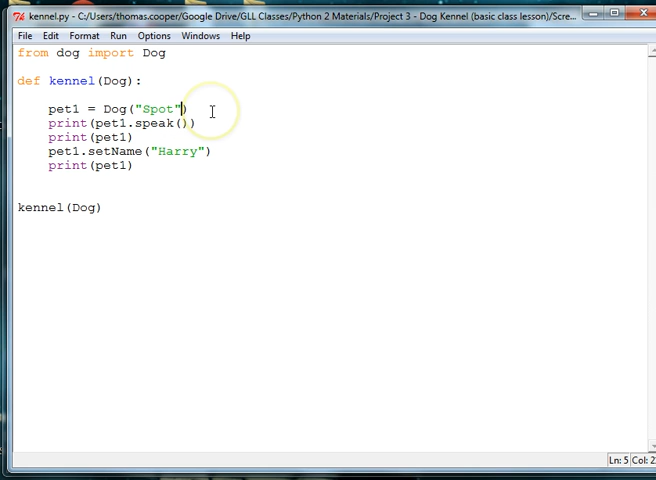 kennel.py - C:/Users/thomas.cooper/Google Drive/GLL Classes/Python 2 Materials/Project 3 - Dog Kennel (basic class lesson)/Scre...
File Edit Format Run Options Windows Help
from dog import Dog
def kennel(Dog):
pet1 = Dog("Spot")
print(pet1.speak())
print(pet1)
pet1.setName("Harry")
print(pet1)
kennel(Dog)
Ln: 5 Col: 2